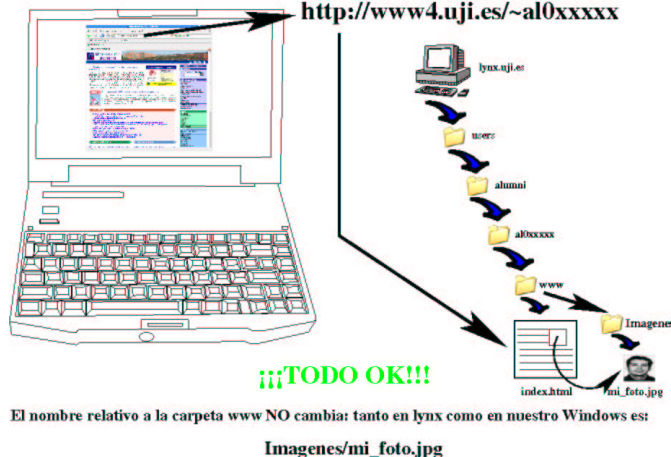 http://www4.uji.es/~al0xxxxx
lynx.uji.es
users
alumni
al0xxxxx
www
Imagenes
index.html
mi_foto.jpg
¡¡¡TODO OK!!!
El nombre relativo a la carpeta www NO cambia: tanto en lynx como en nuestro Windows es:
Imagenes/mi_foto.jpg